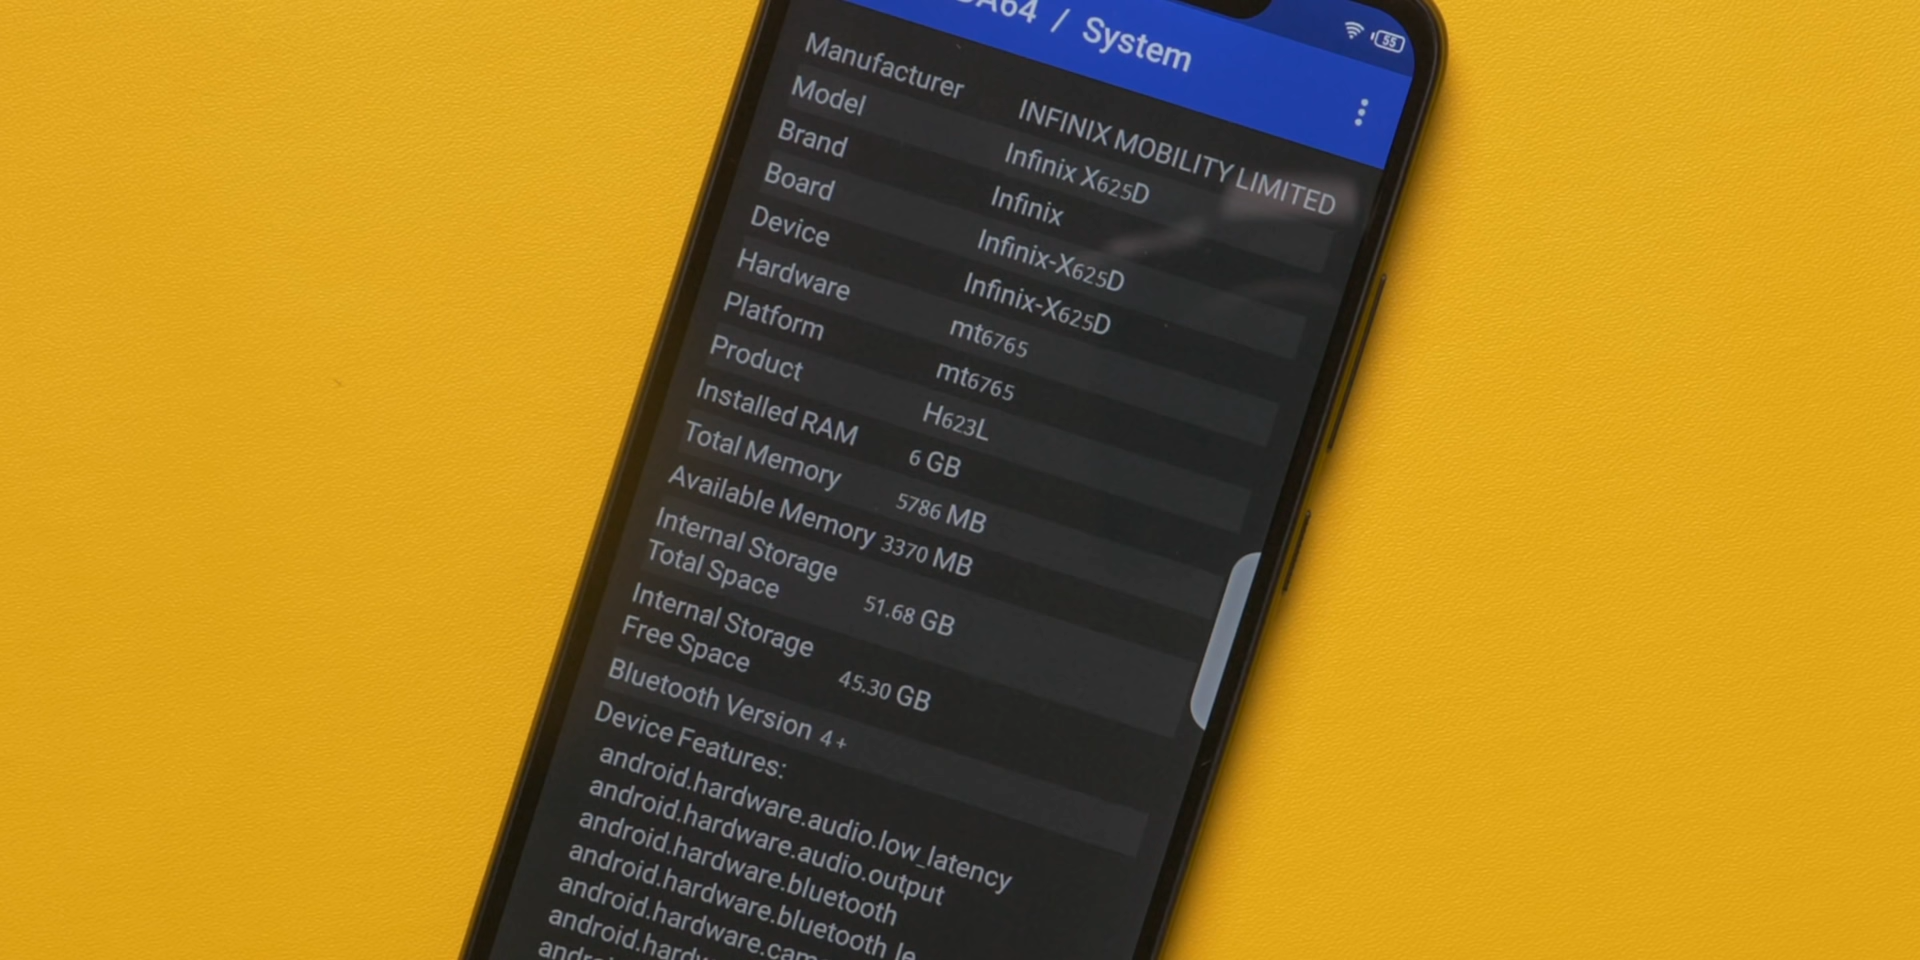 / System
55
Manufacturer INFINIX MOBILITY LIMITED
Model Infinix X625D
Brand Infinix
Board Infinix-X625D
Device Infinix-X625D
Hardware mt6765
Platform mt6765
Product H623L
Installed RAM 6 GB
Total Memory 5786 MB
Available Memory 3370 MB
Internal Storage
Total Space 51.68 GB
Internal Storage
Free Space 45.30 GB
Bluetooth Version 4+
Device Features:
android.hardware.audio.low_latency
android.hardware.audio.output
android.hardware.bluetooth
android.hardware.bluetooth_le